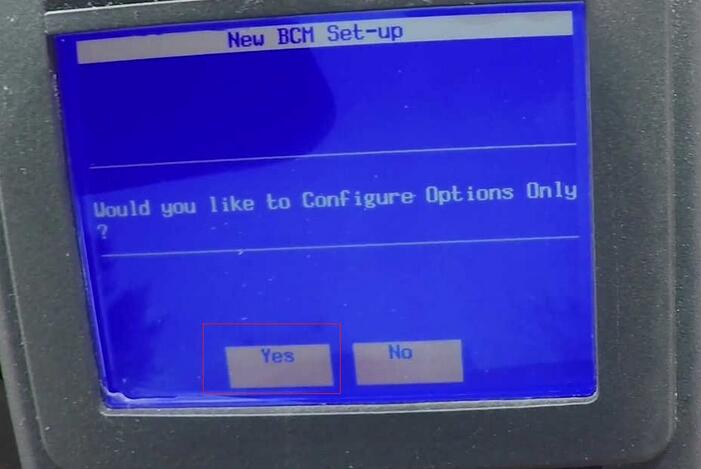 New BCM Set-up
Would you like to Configure Options Only
?
Yes
No